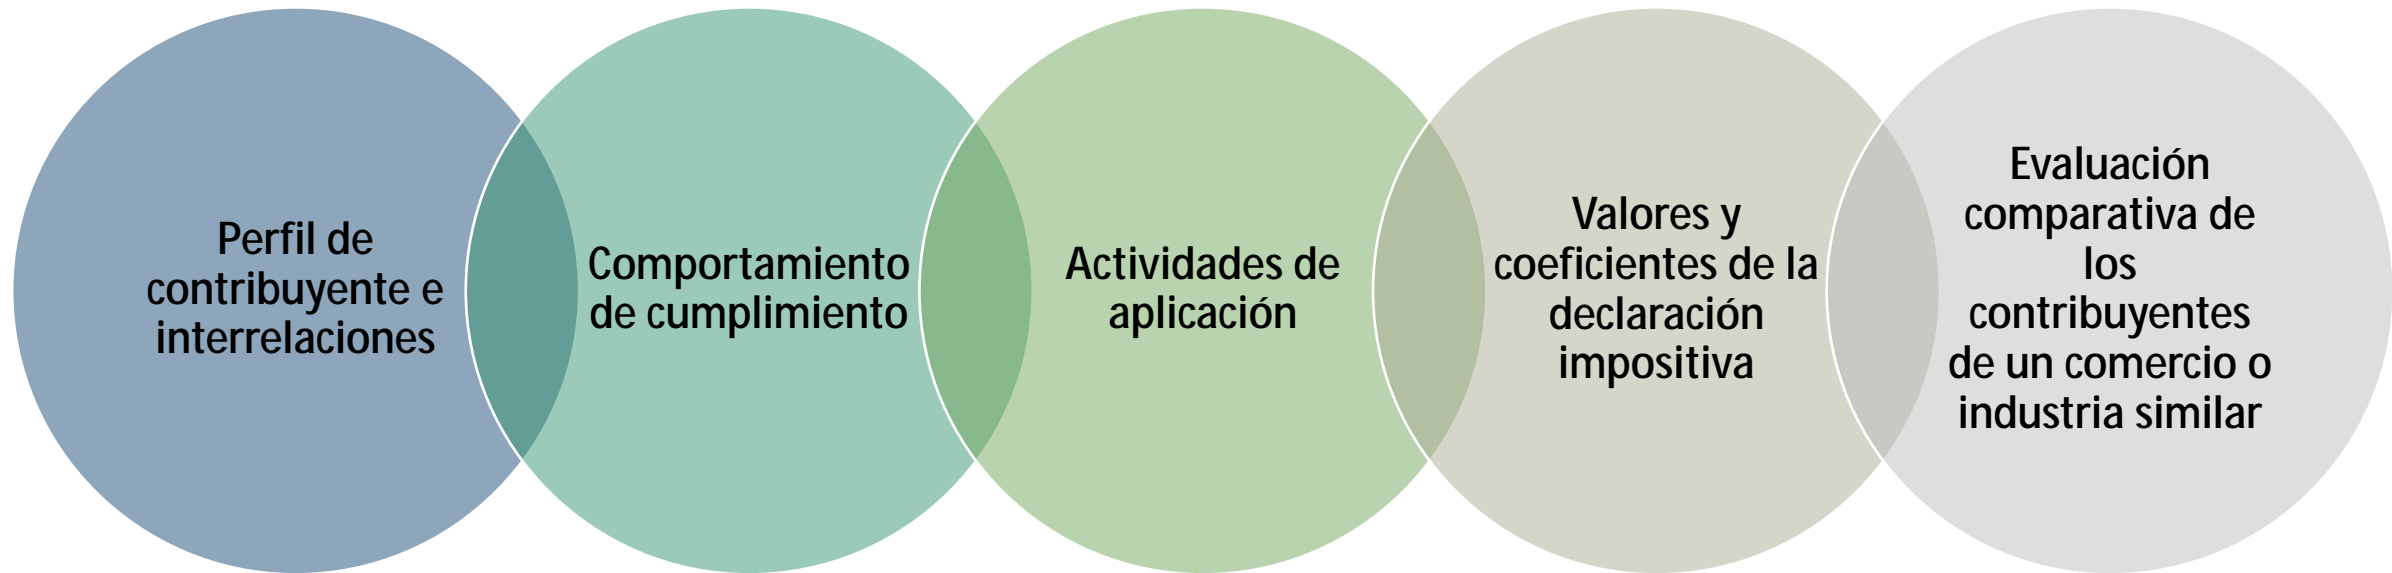 Perfil de
contribuyente e
interrelaciones
Comportamiento
de cumplimiento
Actividades de
aplicación
Valores y
coeficientes de la
declaración
impositiva
Evaluación
comparativa de
los
contribuyentes
de un comercio o
industria similar